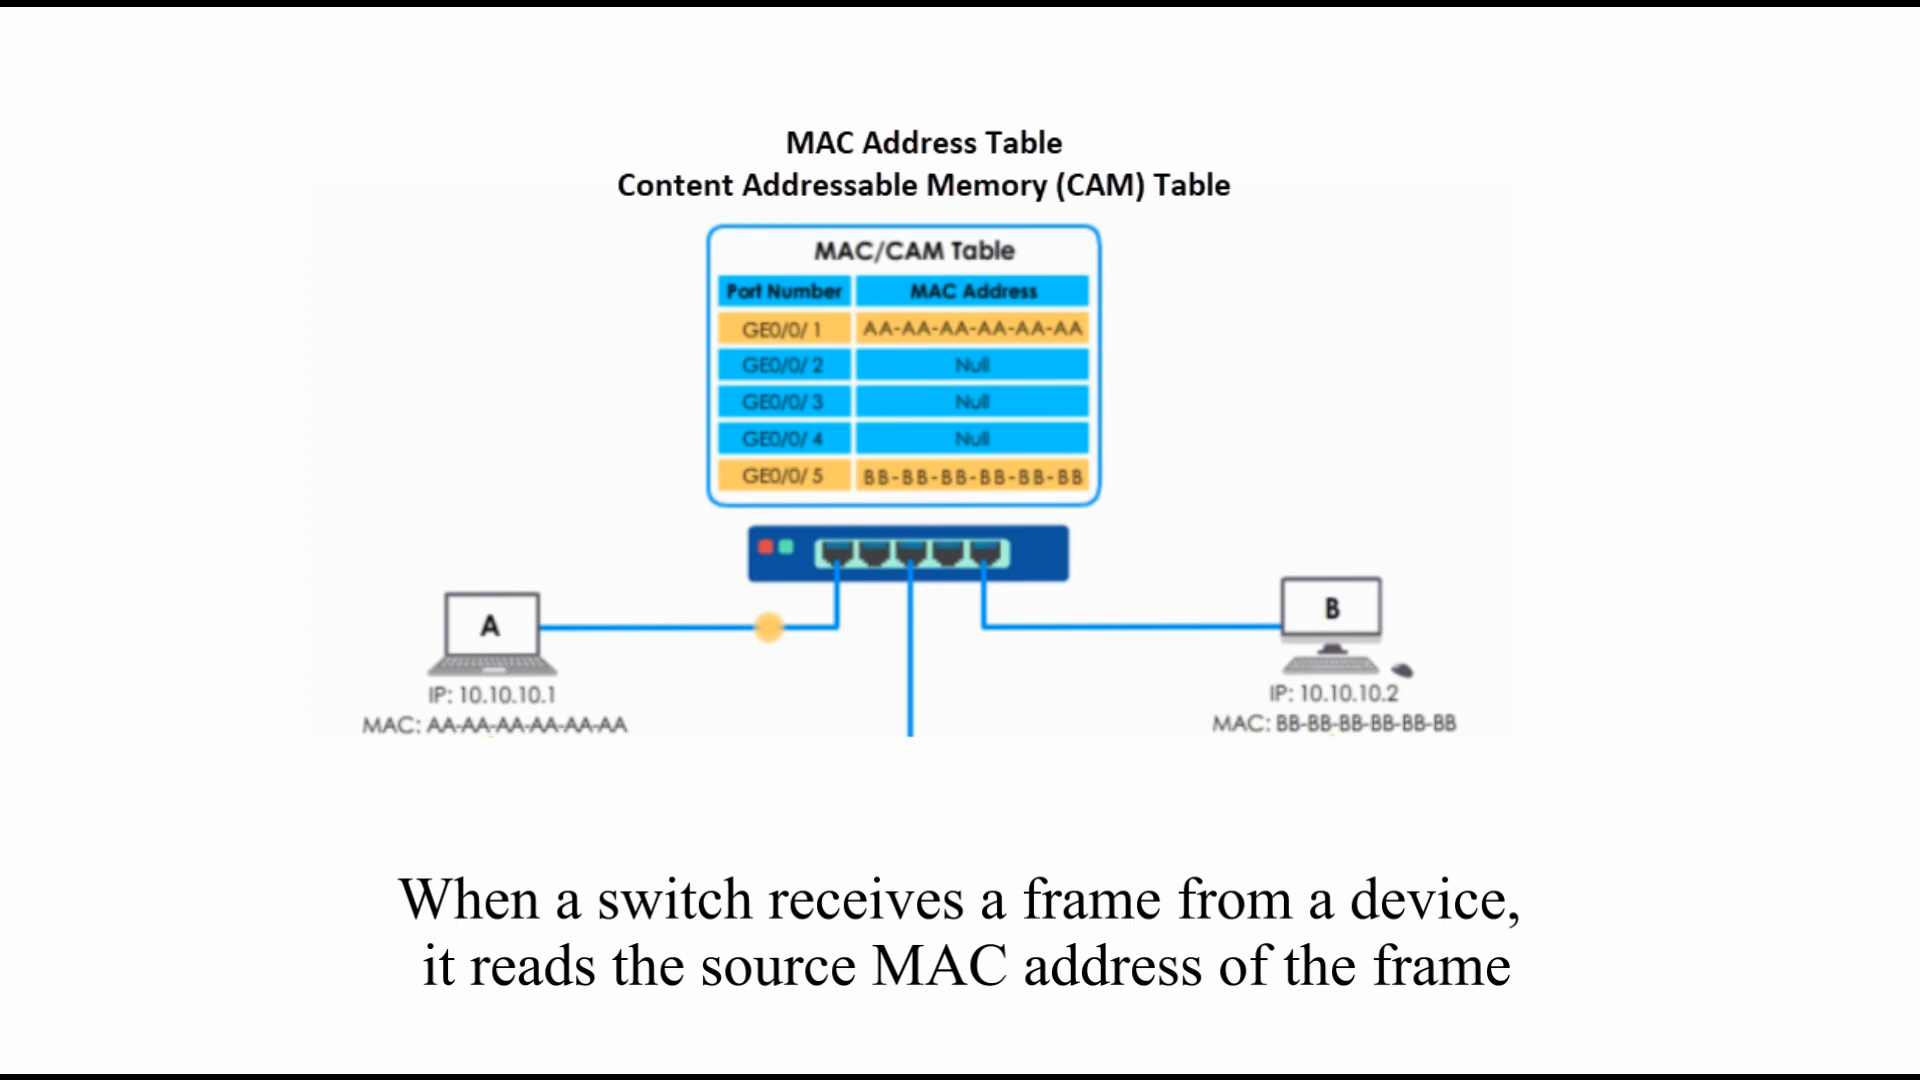 MAC Address Table
Content Addressable Memory (CAM) Table
MAC/CAM Table
Port Number MAC Address
GE0/0/ 1 AA-AA-AA-AA-AA-AA
GE0/0/ 2 Null
GE0/0/ 3 Null
GE0/0/ 4 Null
GE0/0/ 5 BB-BB-BB-BB-BB-BB
A
IP: 10.10.10.1
MAC: AA-AA-AA-AA-AA-AA
B
IP: 10.10.10.2
MAC: BB-BB-BB-BB-BB-BB
When a switch receives a frame from a device,
it reads the source MAC address of the frame